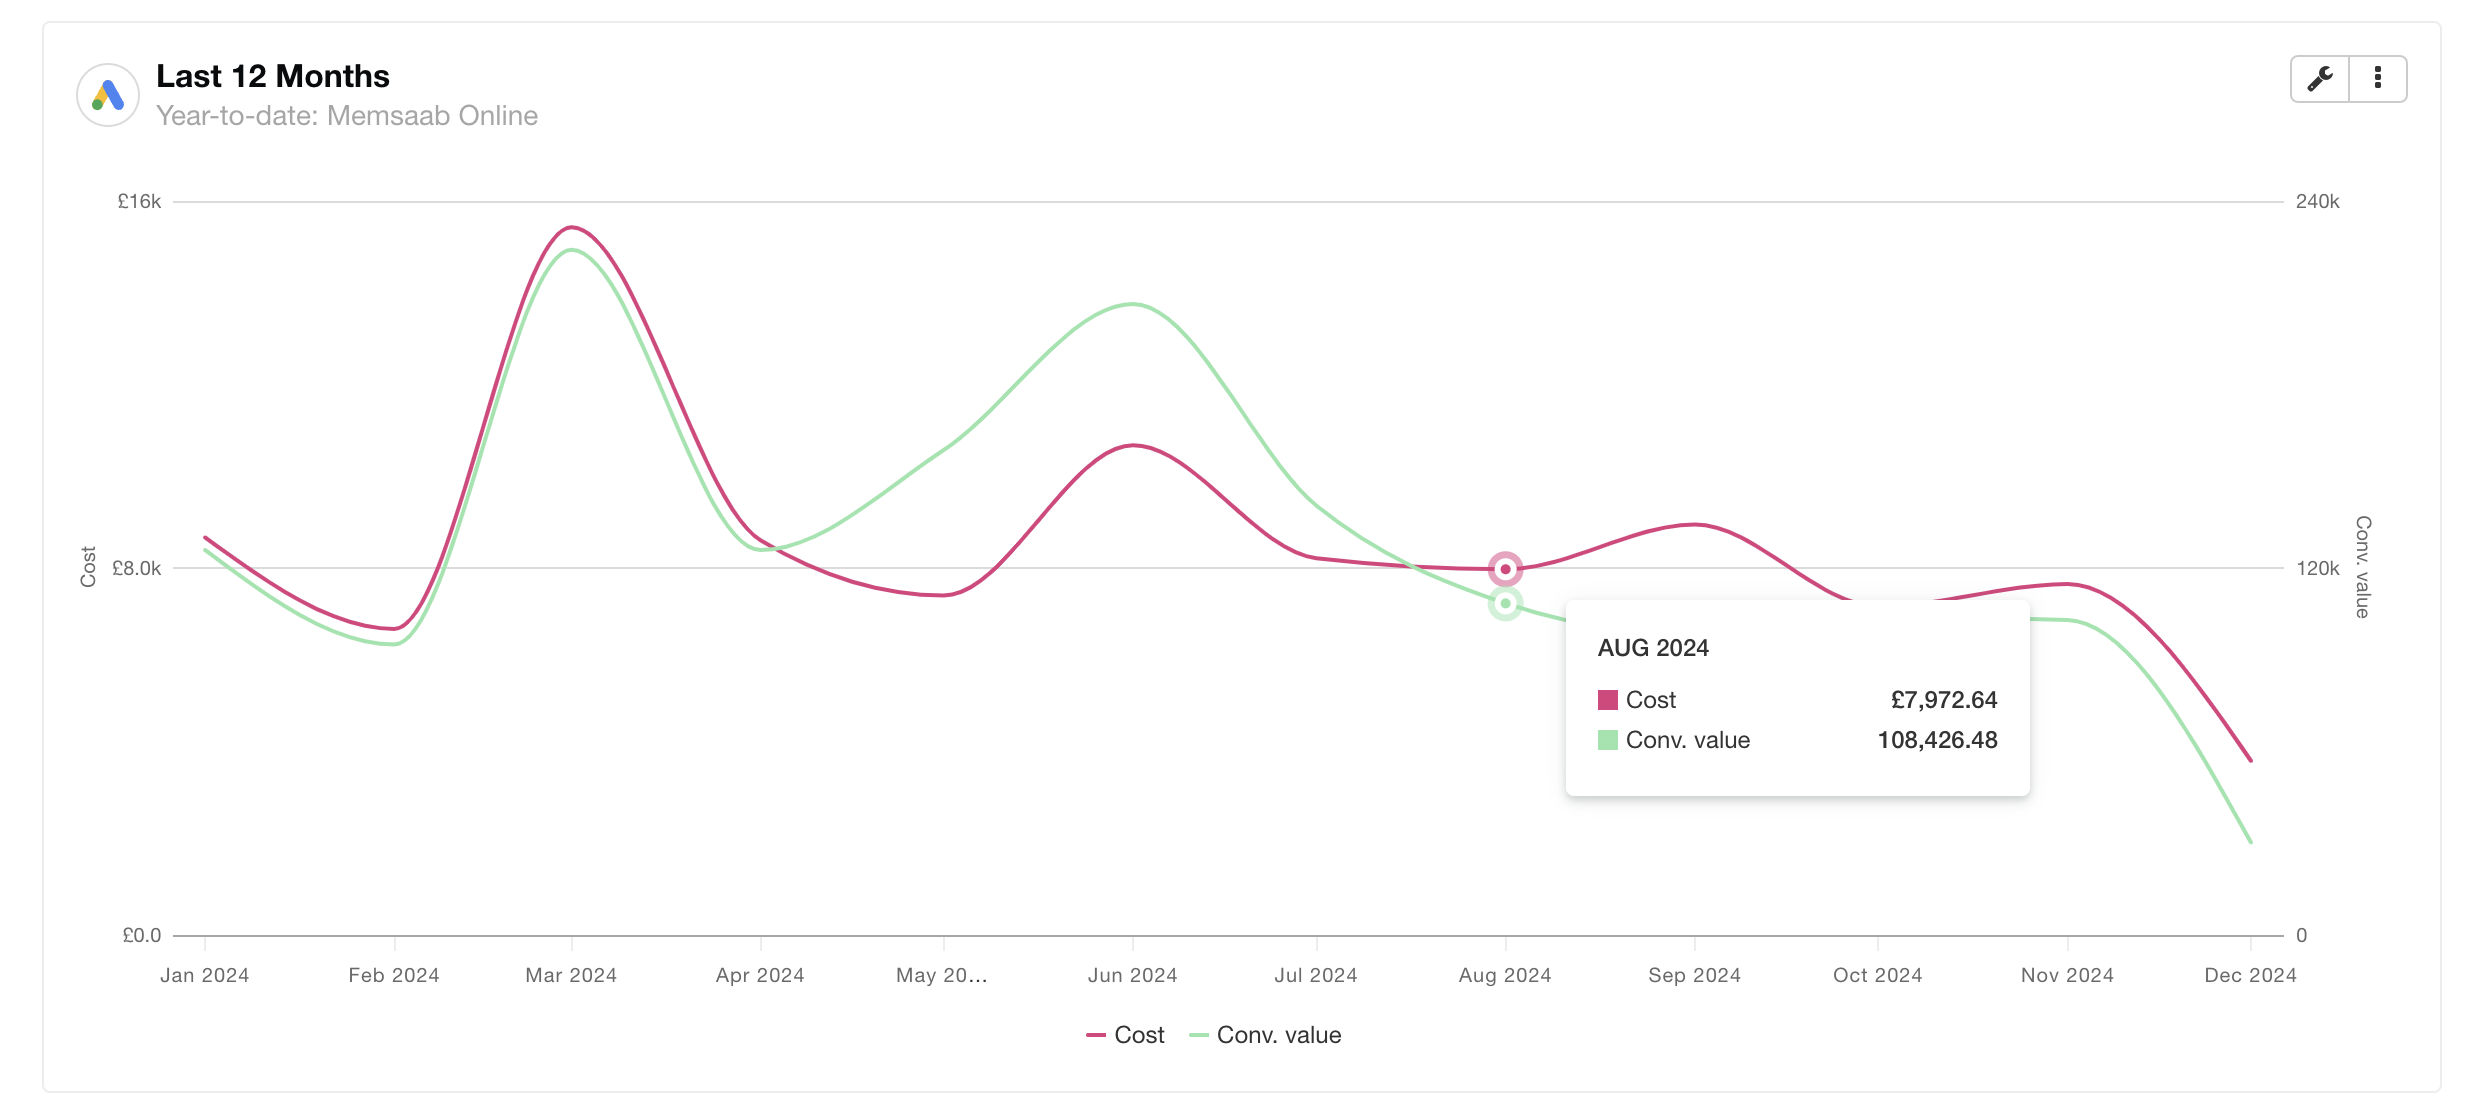 Last 12 Months
Year-to-date: Memsaab Online
£16k
240k
Cost
£8.0k
120k
Conv. value
AUG 2024
Cost £7,972.64
Conv. value 108,426.48
£0.0
0
Jan 2024 Feb 2024 Mar 2024 Apr 2024 May 20... Jun 2024 Jul 2024 Aug 2024 Sep 2024 Oct 2024 Nov 2024 Dec 2024
Cost Conv. value